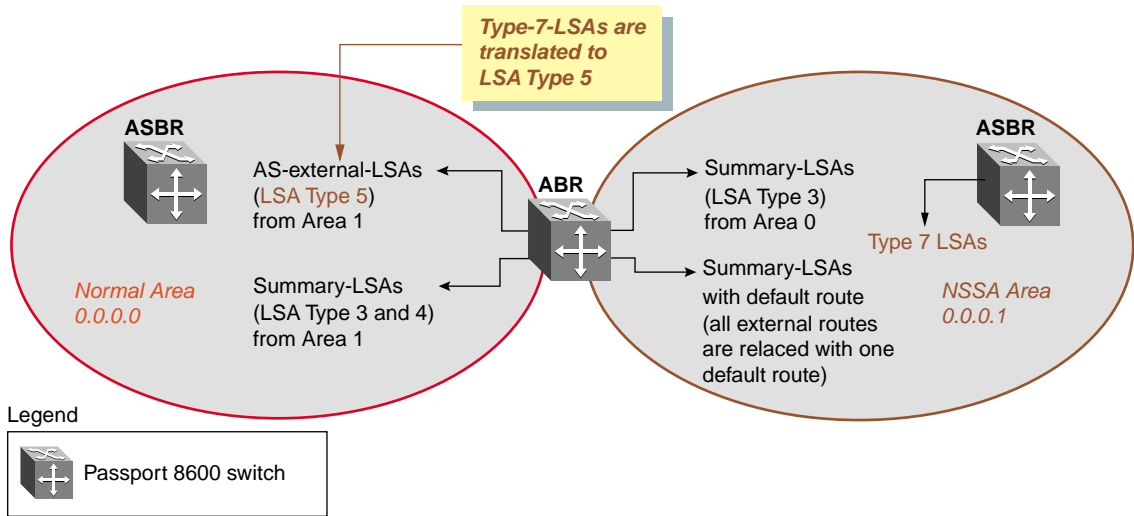 Type-7-LSAs are
translated to
LSA Type 5
ASBR
AS-external-LSAs
(LSA Type 5)
from Area 1
Summary-LSAs
(LSA Type 3 and 4)
from Area 1
Normal Area
0.0.0.0
ABR
Summary-LSAs
(LSA Type 3)
from Area 0
Summary-LSAs
with default route
(all external routes
are relaced with one
default route)
ASBR
Type 7 LSAs
NSSA Area
0.0.0.1
Legend
Passport 8600 switch